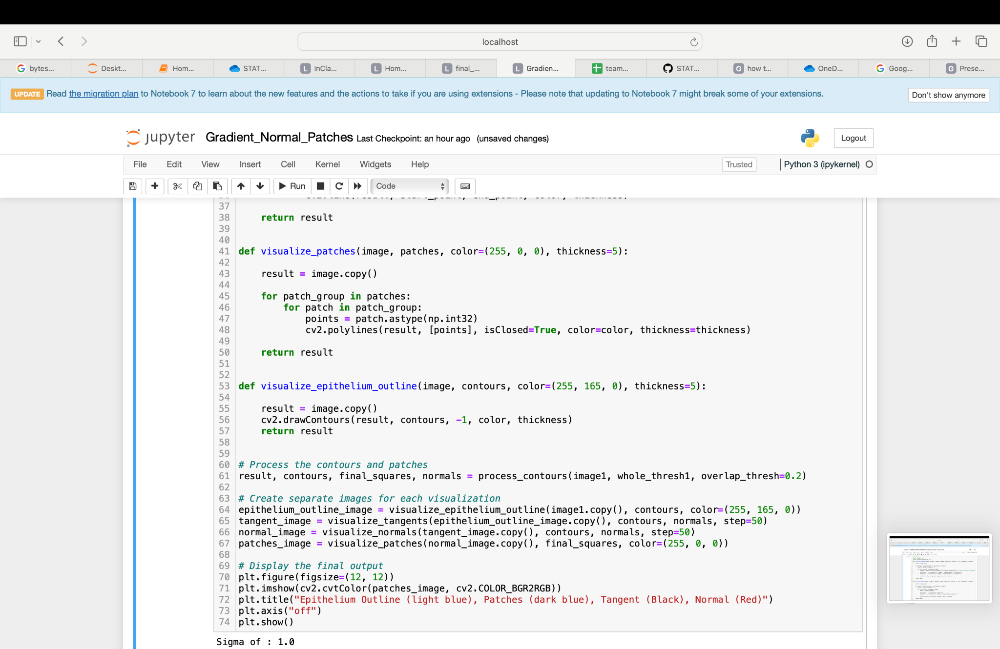 localhost
bytes...
Deskt...
Hom...
STAT...
InCla...
Hom...
final_...
Gradien...
team...
STAT...
how t...
OneD...
Goog...
Prese...
UPDATE Read the migration plan to Notebook 7 to learn about the new features and the actions to take if you are using extensions - Please note that updating to Notebook 7 might break some of your extensions.
Don't show anymore
jupyter Gradient_Normal_Patches Last Checkpoint: an hour ago (unsaved changes)
Logout
File Edit View Insert Cell Kernel Widgets Help
Trusted
Python 3 (ipykernel)
Run
Code
37
38     return result
39
40
41 def visualize_patches(image, patches, color=(255, 0, 0), thickness=5):
42
43     result = image.copy()
44
45     for patch_group in patches:
46         for patch in patch_group:
47             points = patch.astype(np.int32)
48             cv2.polylines(result, [points], isClosed=True, color=color, thickness=thickness)
49
50     return result
51
52
53 def visualize_epithelium_outline(image, contours, color=(255, 165, 0), thickness=5):
54
55     result = image.copy()
56     cv2.drawContours(result, contours, -1, color, thickness)
57     return result
58
59
60 # Process the contours and patches
61 result, contours, final_squares, normals = process_contours(image1, whole_thresh1, overlap_thresh=0.2)
62
63 # Create separate images for each visualization
64 epithelium_outline_image = visualize_epithelium_outline(image1.copy(), contours, color=(255, 165, 0))
65 tangent_image = visualize_tangents(epithelium_outline_image.copy(), contours, normals, step=50)
66 normal_image = visualize_normals(tangent_image.copy(), contours, normals, step=50)
67 patches_image = visualize_patches(normal_image.copy(), final_squares, color=(255, 0, 0))
68
69 # Display the final output
70 plt.figure(figsize=(12, 12))
71 plt.imshow(cv2.cvtColor(patches_image, cv2.COLOR_BGR2RGB))
72 plt.title("Epithelium Outline (light blue), Patches (dark blue), Tangent (Black), Normal (Red)")
73 plt.axis("off")
74 plt.show()
Sigma of : 1.0